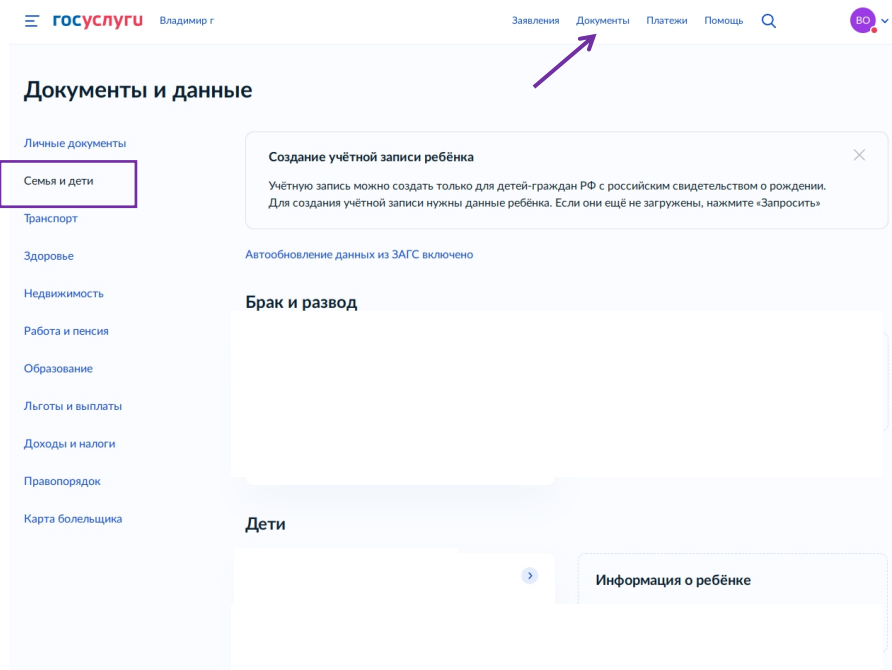 госуслуги Владимир г Заявления Документы Платежи Помощь ВО
Документы и данные
Личные документы
Семья и дети
Транспорт
Здоровье
Недвижимость
Работа и пенсия
Образование
Льготы и выплаты
Доходы и налоги
Правопорядок
Карта болельщика
Создание учётной записи ребёнка
Учётную запись можно создать только для детей-граждан РФ с российским свидетельством о рождении.
Для создания учётной записи нужны данные ребёнка. Если они ещё не загружены, нажмите «Запросить»
Автообновление данных из ЗАГС включено
Брак и развод
Дети
Информация о ребёнке